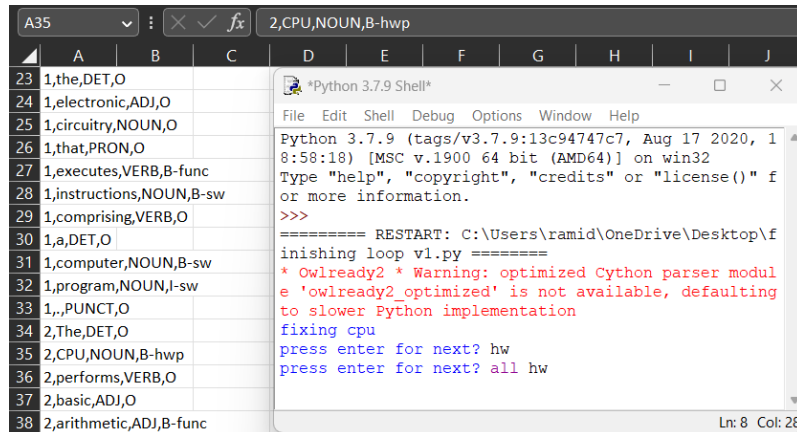 A35
fx
2,CPU,NOUN,B-hwp
A B C D E F G H I J
23 1,the,DET,O
24 1,electronic,ADJ,O
25 1,circuitry,NOUN,O
26 1,that,PRON,O
27 1,executes,VERB,B-func
28 1,instructions,NOUN,B-sw
29 1,comprising,VERB,O
30 1,a,DET,O
31 1,computer,NOUN,B-sw
32 1,program,NOUN,I-sw
33 1,.,PUNCT,O
34 2,The,DET,O
35 2,CPU,NOUN,B-hwp
36 2,performs,VERB,O
37 2,basic,ADJ,O
38 2,arithmetic,ADJ,B-func
*Python 3.7.9 Shell*
File Edit Shell Debug Options Window Help
Python 3.7.9 (tags/v3.7.9:13c94747c7, Aug 17 2020, 1
8:58:18) [MSC v.1900 64 bit (AMD64)] on win32
Type "help", "copyright", "credits" or "license()" f
or more information.
>>>
========= RESTART: C:\Users\ramid\OneDrive\Desktop\f
inishing loop v1.py ========
* Owlready2 * Warning: optimized Cython parser modul
e 'owlready2_optimized' is not available, defaulting
to slower Python implementation
fixing cpu
press enter for next? hw
press enter for next? all hw
Ln: 8 Col: 28